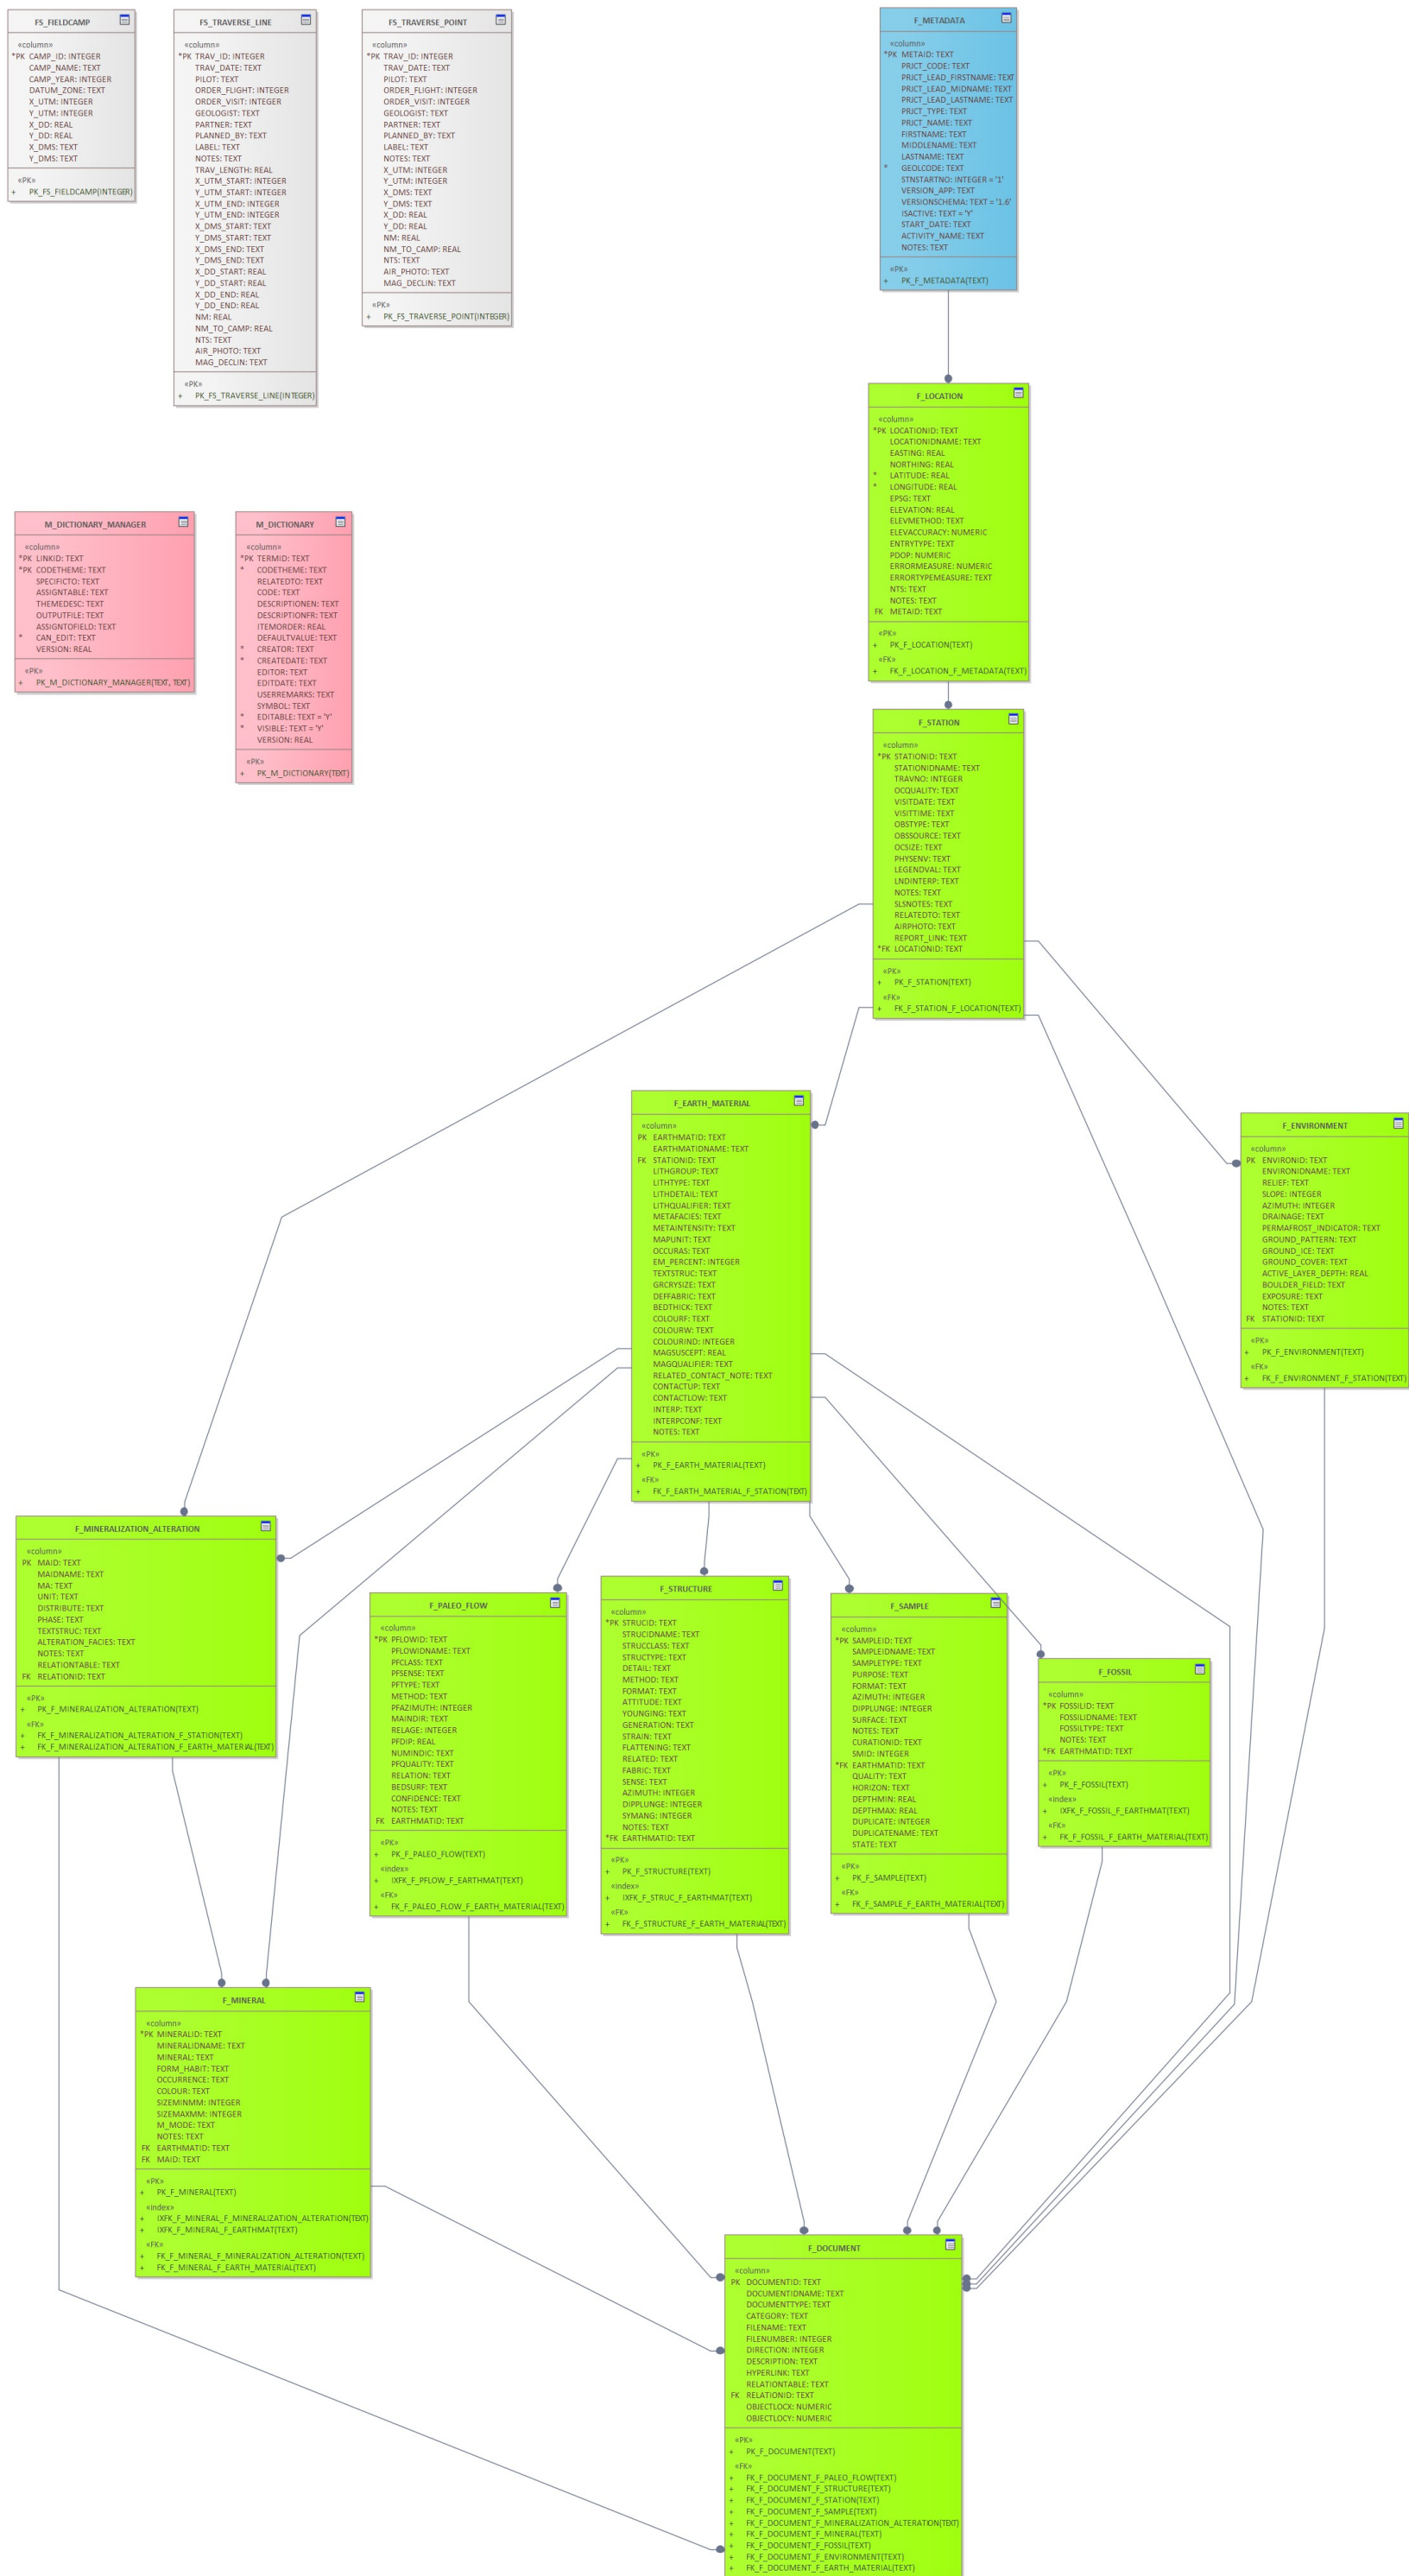 FS_FIELDCAMP
«column»
*PK CAMP_ID: INTEGER
CAMP_NAME: TEXT
CAMP_YEAR: INTEGER
DATUM_ZONE: TEXT
X_UTM: INTEGER
Y_UTM: INTEGER
X_DD: REAL
Y_DD: REAL
X_DMS: TEXT
Y_DMS: TEXT
«PK»
+ PK_FS_FIELDCAMP(INTEGER)
FS_TRAVERSE_LINE
«column»
*PK TRAV_ID: INTEGER
TRAV_DATE: TEXT
PILOT: TEXT
ORDER_FLIGHT: INTEGER
ORDER_VISIT: INTEGER
GEOLOGIST: TEXT
PARTNER: TEXT
PLANNED_BY: TEXT
LABEL: TEXT
NOTES: TEXT
TRAV_LENGTH: REAL
X_UTM_START: INTEGER
Y_UTM_START: INTEGER
X_UTM_END: INTEGER
Y_UTM_END: INTEGER
X_DMS_START: TEXT
Y_DMS_START: TEXT
X_DMS_END: TEXT
Y_DMS_END: TEXT
X_DD_START: REAL
Y_DD_START: REAL
X_DD_END: REAL
Y_DD_END: REAL
NM: REAL
NM_TO_CAMP: REAL
NTS: TEXT
AIR_PHOTO: TEXT
MAG_DECLIN: TEXT
«PK»
+ PK_FS_TRAVERSE_LINE(INTEGER)
FS_TRAVERSE_POINT
«column»
*PK TRAV_ID: INTEGER
TRAV_DATE: TEXT
PILOT: TEXT
ORDER_FLIGHT: INTEGER
ORDER_VISIT: INTEGER
GEOLOGIST: TEXT
PARTNER: TEXT
PLANNED_BY: TEXT
LABEL: TEXT
NOTES: TEXT
X_UTM: INTEGER
Y_UTM: INTEGER
X_DMS: TEXT
Y_DMS: TEXT
X_DD: REAL
Y_DD: REAL
NM: REAL
NM_TO_CAMP: REAL
NTS: TEXT
AIR_PHOTO: TEXT
MAG_DECLIN: TEXT
«PK»
+ PK_FS_TRAVERSE_POINT(INTEGER)
F_METADATA
«column»
*PK METAID: TEXT
PRJCT_CODE: TEXT
PRJCT_LEAD_FIRSTNAME: TEXT
PRJCT_LEAD_MIDNAME: TEXT
PRJCT_LEAD_LASTNAME: TEXT
PRJCT_TYPE: TEXT
PRJCT_NAME: TEXT
FIRSTNAME: TEXT
MIDDLENAME: TEXT
LASTNAME: TEXT
* GEOLCODE: TEXT
STNSTARTNO: INTEGER = '1'
VERSION_APP: TEXT
VERSIONSCHEMA: TEXT = '1.6'
ISACTIVE: TEXT = 'Y'
START_DATE: TEXT
ACTIVITY_NAME: TEXT
NOTES: TEXT
«PK»
+ PK_F_METADATA(TEXT)
F_LOCATION
«column»
*PK LOCATIONID: TEXT
LOCATIONIDNAME: TEXT
EASTING: REAL
NORTHING: REAL
* LATITUDE: REAL
* LONGITUDE: REAL
EPSG: TEXT
ELEVATION: REAL
ELEVMETHOD: TEXT
ELEVACCURACY: NUMERIC
ENTRYTYPE: TEXT
PDOP: NUMERIC
ERRORMEASURE: NUMERIC
ERRORTYPEMEASURE: TEXT
NTS: TEXT
NOTES: TEXT
FK METAID: TEXT
«PK»
+ PK_F_LOCATION(TEXT)
«FK»
+ FK_F_LOCATION_F_METADATA(TEXT)
M_DICTIONARY_MANAGER
«column»
*PK LINKID: TEXT
*PK CODETHEME: TEXT
SPECIFICTO: TEXT
ASSIGNTABLE: TEXT
THEMEDESC: TEXT
OUTPUTFILE: TEXT
ASSIGNTOFIELD: TEXT
* CAN_EDIT: TEXT
VERSION: REAL
«PK»
+ PK_M_DICTIONARY_MANAGER(TEXT, TEXT)
M_DICTIONARY
«column»
*PK TERMID: TEXT
* CODETHEME: TEXT
RELATEDTO: TEXT
CODE: TEXT
DESCRIPTIONEN: TEXT
DESCRIPTIONFR: TEXT
ITEMORDER: REAL
DEFAULTVALUE: TEXT
* CREATOR: TEXT
* CREATEDATE: TEXT
EDITOR: TEXT
EDITDATE: TEXT
USERREMARKS: TEXT
SYMBOL: TEXT
* EDITABLE: TEXT = 'Y'
* VISIBLE: TEXT = 'Y'
VERSION: REAL
«PK»
+ PK_M_DICTIONARY(TEXT)
F_STATION
«column»
*PK STATIONID: TEXT
STATIONIDNAME: TEXT
TRAVNO: INTEGER
OCQUALITY: TEXT
VISITDATE: TEXT
VISITTIME: TEXT
OBSTYPE: TEXT
OBSSOURCE: TEXT
OCSIZE: TEXT
PHYSENV: TEXT
LEGENDVAL: TEXT
LNDINTERP: TEXT
NOTES: TEXT
SLSNOTES: TEXT
RELATEDTO: TEXT
AIRPHOTO: TEXT
REPORT_LINK: TEXT
*FK LOCATIONID: TEXT
«PK»
+ PK_F_STATION(TEXT)
«FK»
+ FK_F_STATION_F_LOCATION(TEXT)
F_EARTH_MATERIAL
«column»
PK EARTHMATID: TEXT
EARTHMATIDNAME: TEXT
FK STATIONID: TEXT
LITHGROUP: TEXT
LITHTYPE: TEXT
LITHDETAIL: TEXT
LITHQUALIFIER: TEXT
METAFACIES: TEXT
METAINTENSITY: TEXT
MAPUNIT: TEXT
OCCURAS: TEXT
EM_PERCENT: INTEGER
TEXTSTRUC: TEXT
GRCRYSIZE: TEXT
DEFFABRIC: TEXT
BEDTHICK: TEXT
COLOURF: TEXT
COLOURW: TEXT
COLOURIND: INTEGER
MAGSUSCEPT: REAL
MAGQUALIFIER: TEXT
RELATED_CONTACT_NOTE: TEXT
CONTACTUP: TEXT
CONTACTLOW: TEXT
INTERP: TEXT
INTERPCONF: TEXT
NOTES: TEXT
«PK»
+ PK_F_EARTH_MATERIAL(TEXT)
«FK»
+ FK_F_EARTH_MATERIAL_F_STATION(TEXT)
F_ENVIRONMENT
«column»
PK ENVIRONID: TEXT
ENVIRONIDNAME: TEXT
RELIEF: TEXT
SLOPE: INTEGER
AZIMUTH: INTEGER
DRAINAGE: TEXT
PERMAFROST_INDICATOR: TEXT
GROUND_PATTERN: TEXT
GROUND_ICE: TEXT
GROUND_COVER: TEXT
ACTIVE_LAYER_DEPTH: REAL
BOULDER_FIELD: TEXT
EXPOSURE: TEXT
NOTES: TEXT
FK STATIONID: TEXT
«PK»
+ PK_F_ENVIRONMENT(TEXT)
«FK»
+ FK_F_ENVIRONMENT_F_STATION(TEXT)
F_MINERALIZATION_ALTERATION
«column»
PK MAID: TEXT
MAIDNAME: TEXT
MA: TEXT
UNIT: TEXT
DISTRIBUTE: TEXT
PHASE: TEXT
TEXTSTRUC: TEXT
ALTERATION_FACIES: TEXT
NOTES: TEXT
RELATIONTABLE: TEXT
FK RELATIONID: TEXT
«PK»
+ PK_F_MINERALIZATION_ALTERATION(TEXT)
«FK»
+ FK_F_MINERALIZATION_ALTERATION_F_STATION(TEXT)
+ FK_F_MINERALIZATION_ALTERATION_F_EARTH_MATERIAL(TEXT)
F_PALEO_FLOW
«column»
*PK PFLOWID: TEXT
PFLOWIDNAME: TEXT
PFCLASS: TEXT
PFSENSE: TEXT
PFTYPE: TEXT
METHOD: TEXT
PFAZIMUTH: INTEGER
MAINDIR: TEXT
RELAGE: INTEGER
PFDIP: REAL
NUMINDIC: TEXT
PFQUALITY: TEXT
RELATION: TEXT
BEDSURF: TEXT
CONFIDENCE: TEXT
NOTES: TEXT
FK EARTHMATID: TEXT
«PK»
+ PK_F_PALEO_FLOW(TEXT)
«index»
+ IXFK_F_PFLOW_F_EARTHMAT(TEXT)
«FK»
+ FK_F_PALEO_FLOW_F_EARTH_MATERIAL(TEXT)
F_STRUCTURE
«column»
*PK STRUCID: TEXT
STRUCIDNAME: TEXT
STRUCCLASS: TEXT
STRUCTYPE: TEXT
DETAIL: TEXT
METHOD: TEXT
FORMAT: TEXT
ATTITUDE: TEXT
YOUNGING: TEXT
GENERATION: TEXT
STRAIN: TEXT
FLATTENING: TEXT
RELATED: TEXT
FABRIC: TEXT
SENSE: TEXT
AZIMUTH: INTEGER
DIPPLUNGE: INTEGER
SYMANG: INTEGER
NOTES: TEXT
*FK EARTHMATID: TEXT
«PK»
+ PK_F_STRUCTURE(TEXT)
«index»
+ IXFK_F_STRUC_F_EARTHMAT(TEXT)
«FK»
+ FK_F_STRUCTURE_F_EARTH_MATERIAL(TEXT)
F_SAMPLE
«column»
*PK SAMPLEID: TEXT
SAMPLEIDNAME: TEXT
SAMPLETYPE: TEXT
PURPOSE: TEXT
FORMAT: TEXT
AZIMUTH: INTEGER
DIPPLUNGE: INTEGER
SURFACE: TEXT
NOTES: TEXT
CURATIONID: TEXT
SMID: INTEGER
*FK EARTHMATID: TEXT
QUALITY: TEXT
HORIZON: TEXT
DEPTHMIN: REAL
DEPTHMAX: REAL
DUPLICATE: INTEGER
DUPLICATENAME: TEXT
STATE: TEXT
«PK»
+ PK_F_SAMPLE(TEXT)
«FK»
+ FK_F_SAMPLE_F_EARTH_MATERIAL(TEXT)
F_FOSSIL
«column»
*PK FOSSILID: TEXT
FOSSILIDNAME: TEXT
FOSSILTYPE: TEXT
NOTES: TEXT
*FK EARTHMATID: TEXT
«PK»
+ PK_F_FOSSIL(TEXT)
«index»
+ IXFK_F_FOSSIL_F_EARTHMAT(TEXT)
«FK»
+ FK_F_FOSSIL_F_EARTH_MATERIAL(TEXT)
F_MINERAL
«column»
*PK MINERALID: TEXT
MINERALIDNAME: TEXT
MINERAL: TEXT
FORM_HABIT: TEXT
OCCURRENCE: TEXT
COLOUR: TEXT
SIZEMINMM: INTEGER
SIZEMAXMM: INTEGER
M_MODE: TEXT
NOTES: TEXT
FK EARTHMATID: TEXT
FK MAID: TEXT
«PK»
+ PK_F_MINERAL(TEXT)
«index»
+ IXFK_F_MINERAL_F_MINERALIZATION_ALTERATION(TEXT)
+ IXFK_F_MINERAL_F_EARTHMAT(TEXT)
«FK»
+ FK_F_MINERAL_F_MINERALIZATION_ALTERATION(TEXT)
+ FK_F_MINERAL_F_EARTH_MATERIAL(TEXT)
F_DOCUMENT
«column»
PK DOCUMENTID: TEXT
DOCUMENTIDNAME: TEXT
DOCUMENTTYPE: TEXT
CATEGORY: TEXT
FILENAME: TEXT
FILENUMBER: INTEGER
DIRECTION: INTEGER
DESCRIPTION: TEXT
HYPERLINK: TEXT
RELATIONTABLE: TEXT
FK RELATIONID: TEXT
OBJECTLOCX: NUMERIC
OBJECTLOCY: NUMERIC
«PK»
+ PK_F_DOCUMENT(TEXT)
«FK»
+ FK_F_DOCUMENT_F_PALEO_FLOW(TEXT)
+ FK_F_DOCUMENT_F_STRUCTURE(TEXT)
+ FK_F_DOCUMENT_F_STATION(TEXT)
+ FK_F_DOCUMENT_F_SAMPLE(TEXT)
+ FK_F_DOCUMENT_F_MINERALIZATION_ALTERATION(TEXT)
+ FK_F_DOCUMENT_F_MINERAL(TEXT)
+ FK_F_DOCUMENT_F_FOSSIL(TEXT)
+ FK_F_DOCUMENT_F_ENVIRONMENT(TEXT)
+ FK_F_DOCUMENT_F_EARTH_MATERIAL(TEXT)